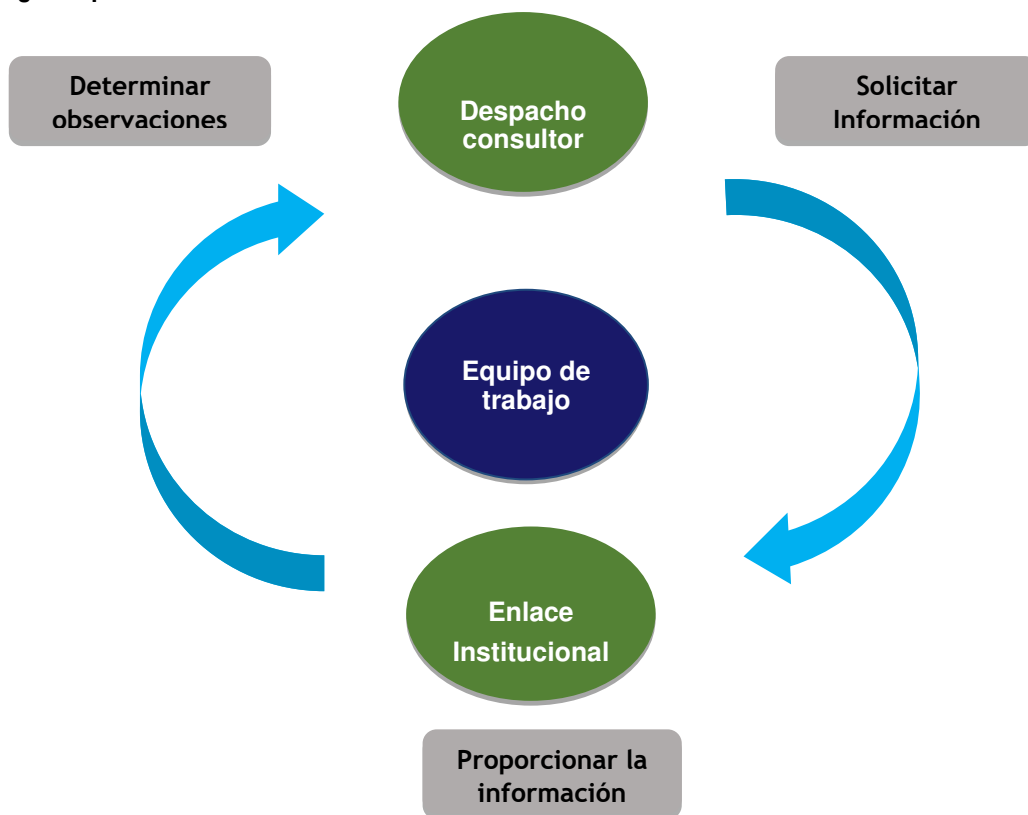 Determinar
observaciones
Despacho
consultor
Solicitar
Información
Equipo de
trabajo
Enlace
Institucional
Proporcionar la
información